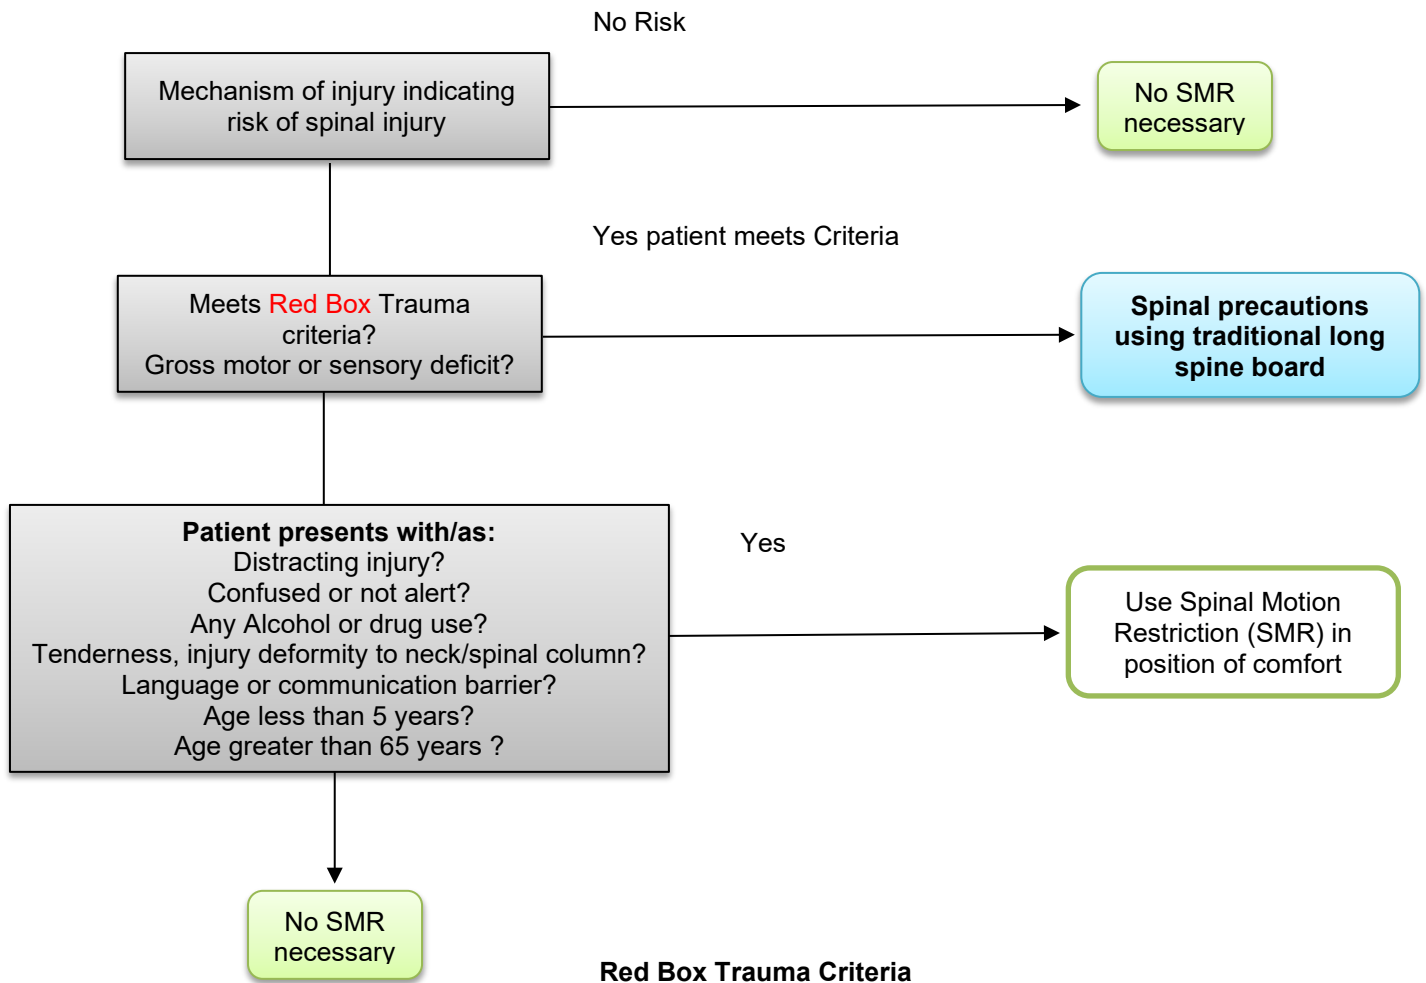 No Risk
Mechanism of injury indicating
risk of spinal injury
No SMR
necessary
Yes patient meets Criteria
Meets Red Box Trauma
criteria?
Gross motor or sensory deficit?
Spinal precautions
using traditional long
spine board
Patient presents with/as:
Distracting injury?
Confused or not alert?
Any Alcohol or drug use?
Tenderness, injury deformity to neck/spinal column?
Language or communication barrier?
Age less than 5 years?
Age greater than 65 years ?
Yes
Use Spinal Motion
Restriction (SMR) in
position of comfort
No SMR
necessary
Red Box Trauma Criteria